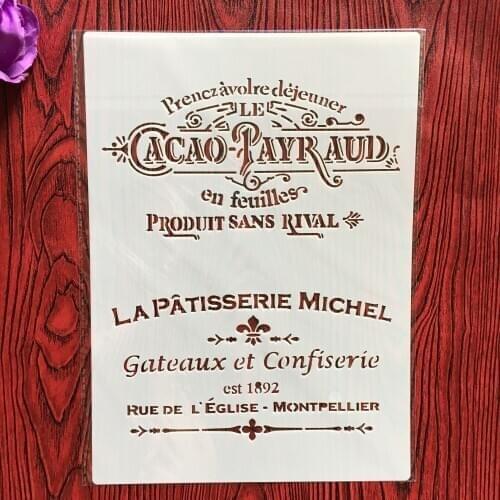 Prenez àvolre déjeuner
LE
CACAO-PAYRAUD
en feuilles
PRODUIT SANS RIVAL
LA PÂTISSERIE MICHEL
Gateaux et Confiserie
est 1892
RUE DE L'ÉGLISE - MONTPELLIER